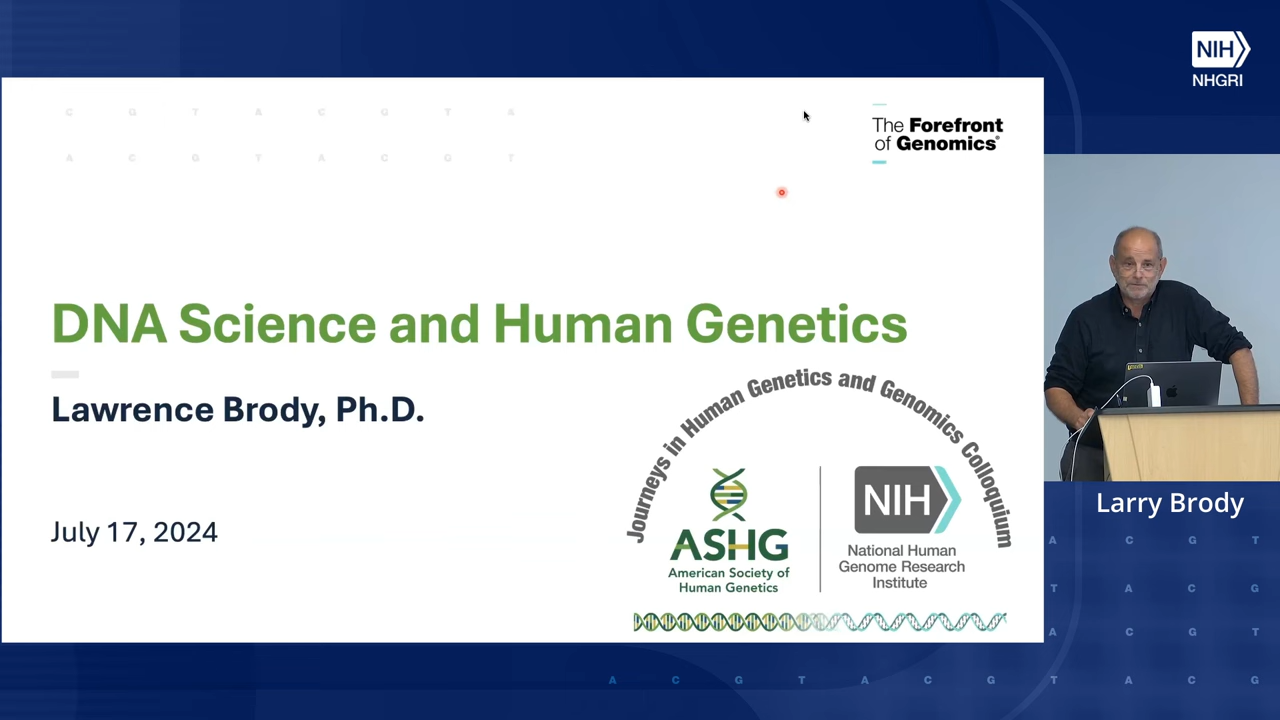 NIH
NHGRI
C G T A C G T &
A C G T A C G T
The Forefront
of Genomics®
DNA Science and Human Genetics
Lawrence Brody, Ph.D.
July 17, 2024
Journeys in Human Genetics and Genomics Colloquium
ASHG
American Society of
Human Genetics
NIH
National Human
Genome Research
Institute
Larry Brody
A C G T
T A C G
A C G T
A C G T A C G T A C G